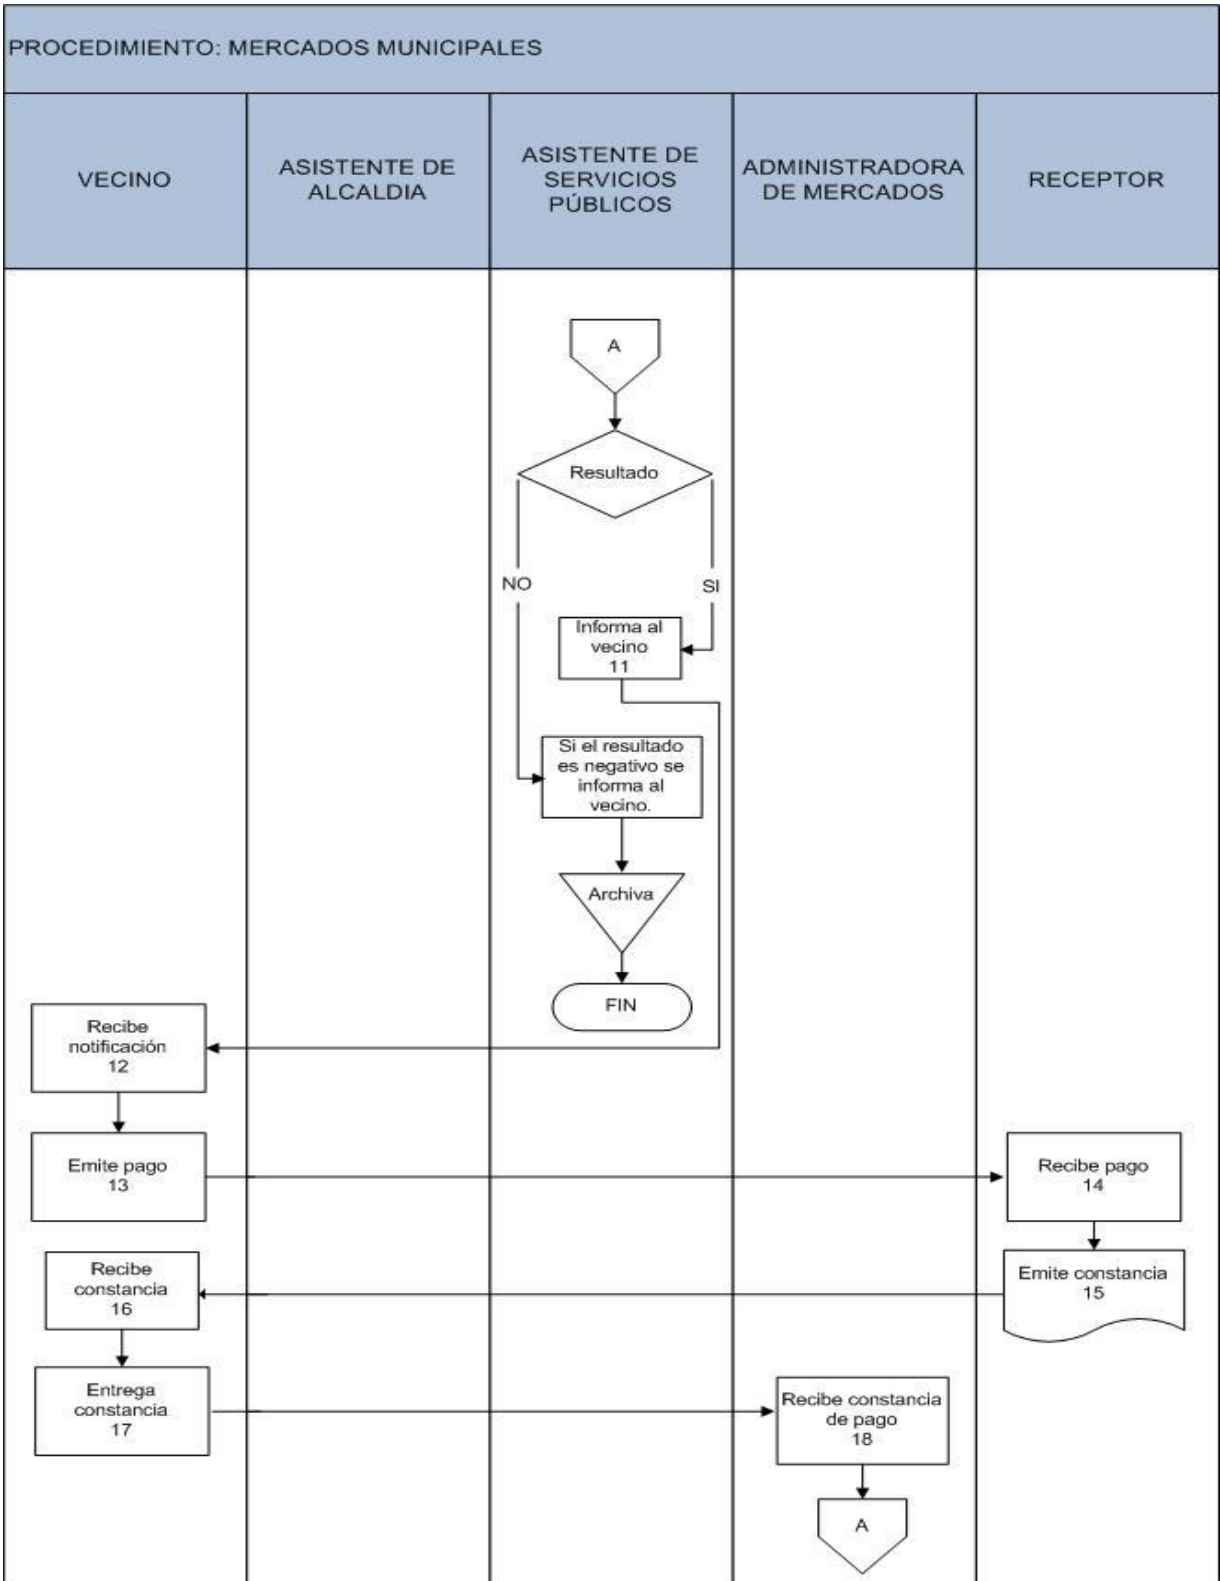 PROCEDIMIENTO: MERCADOS MUNICIPALES
VECINO
ASISTENTE DE
ALCALDIA
ASISTENTE DE
SERVICIOS
PÚBLICOS
ADMINISTRADORA
DE MERCADOS
RECEPTOR
A
Resultado
NO
SI
Informa al
vecino
11
Si el resultado
es negativo se
informa al
vecino.
Archiva
FIN
Recibe
notificación
12
Emite pago
13
Recibe pago
14
Emite constancia
15
Recibe
constancia
16
Entrega
constancia
17
Recibe constancia
de pago
18
A